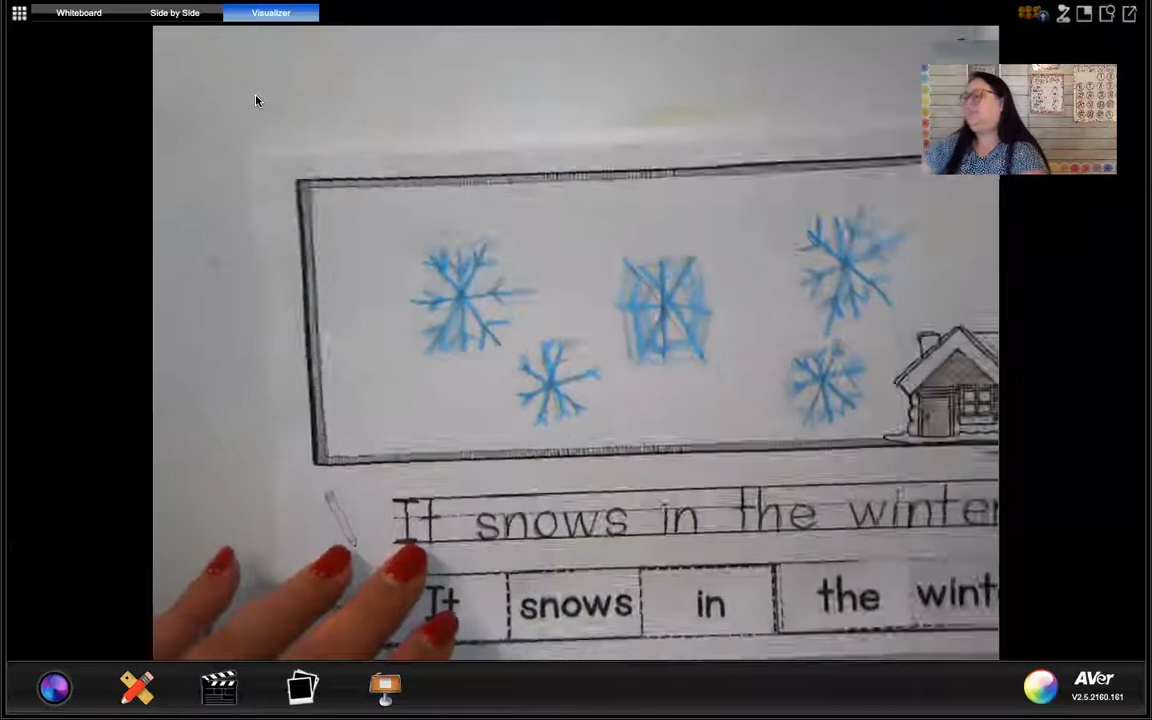 Whiteboard Side by Side Visualizer
It snows in the winter
It snows in the wint
AVer
V2.5.2160.161